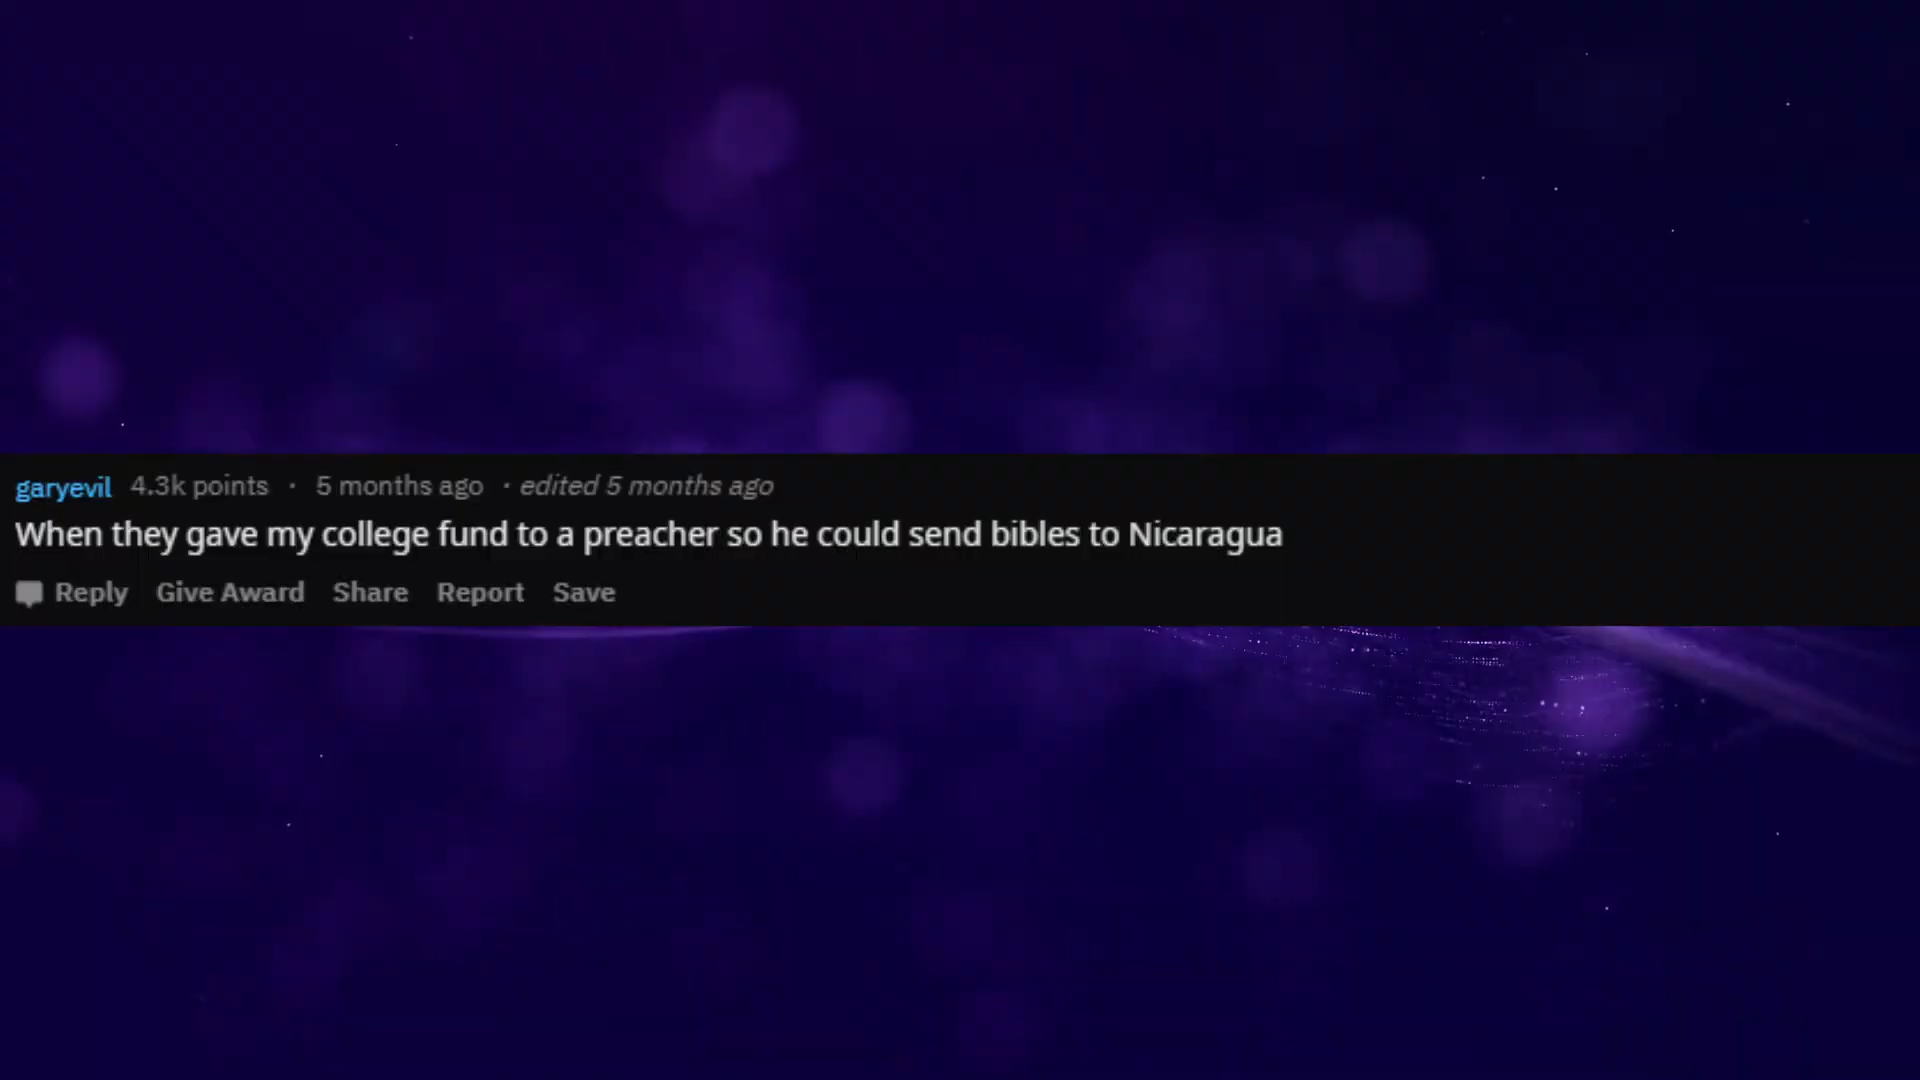 garyevil 4.3k points · 5 months ago · edited 5 months ago
When they gave my college fund to a preacher so he could send bibles to Nicaragua
Reply Give Award Share Report Save